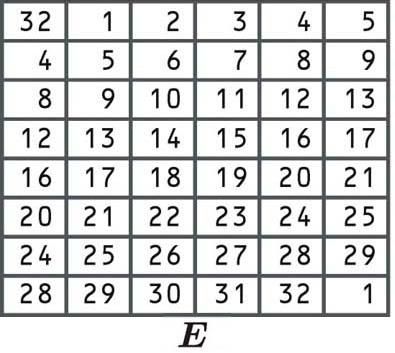 32 1 2 3 4 5
4 5 6 7 8 9
8 9 10 11 12 13
12 13 14 15 16 17
16 17 18 19 20 21
20 21 22 23 24 25
24 25 26 27 28 29
28 29 30 31 32 1
E